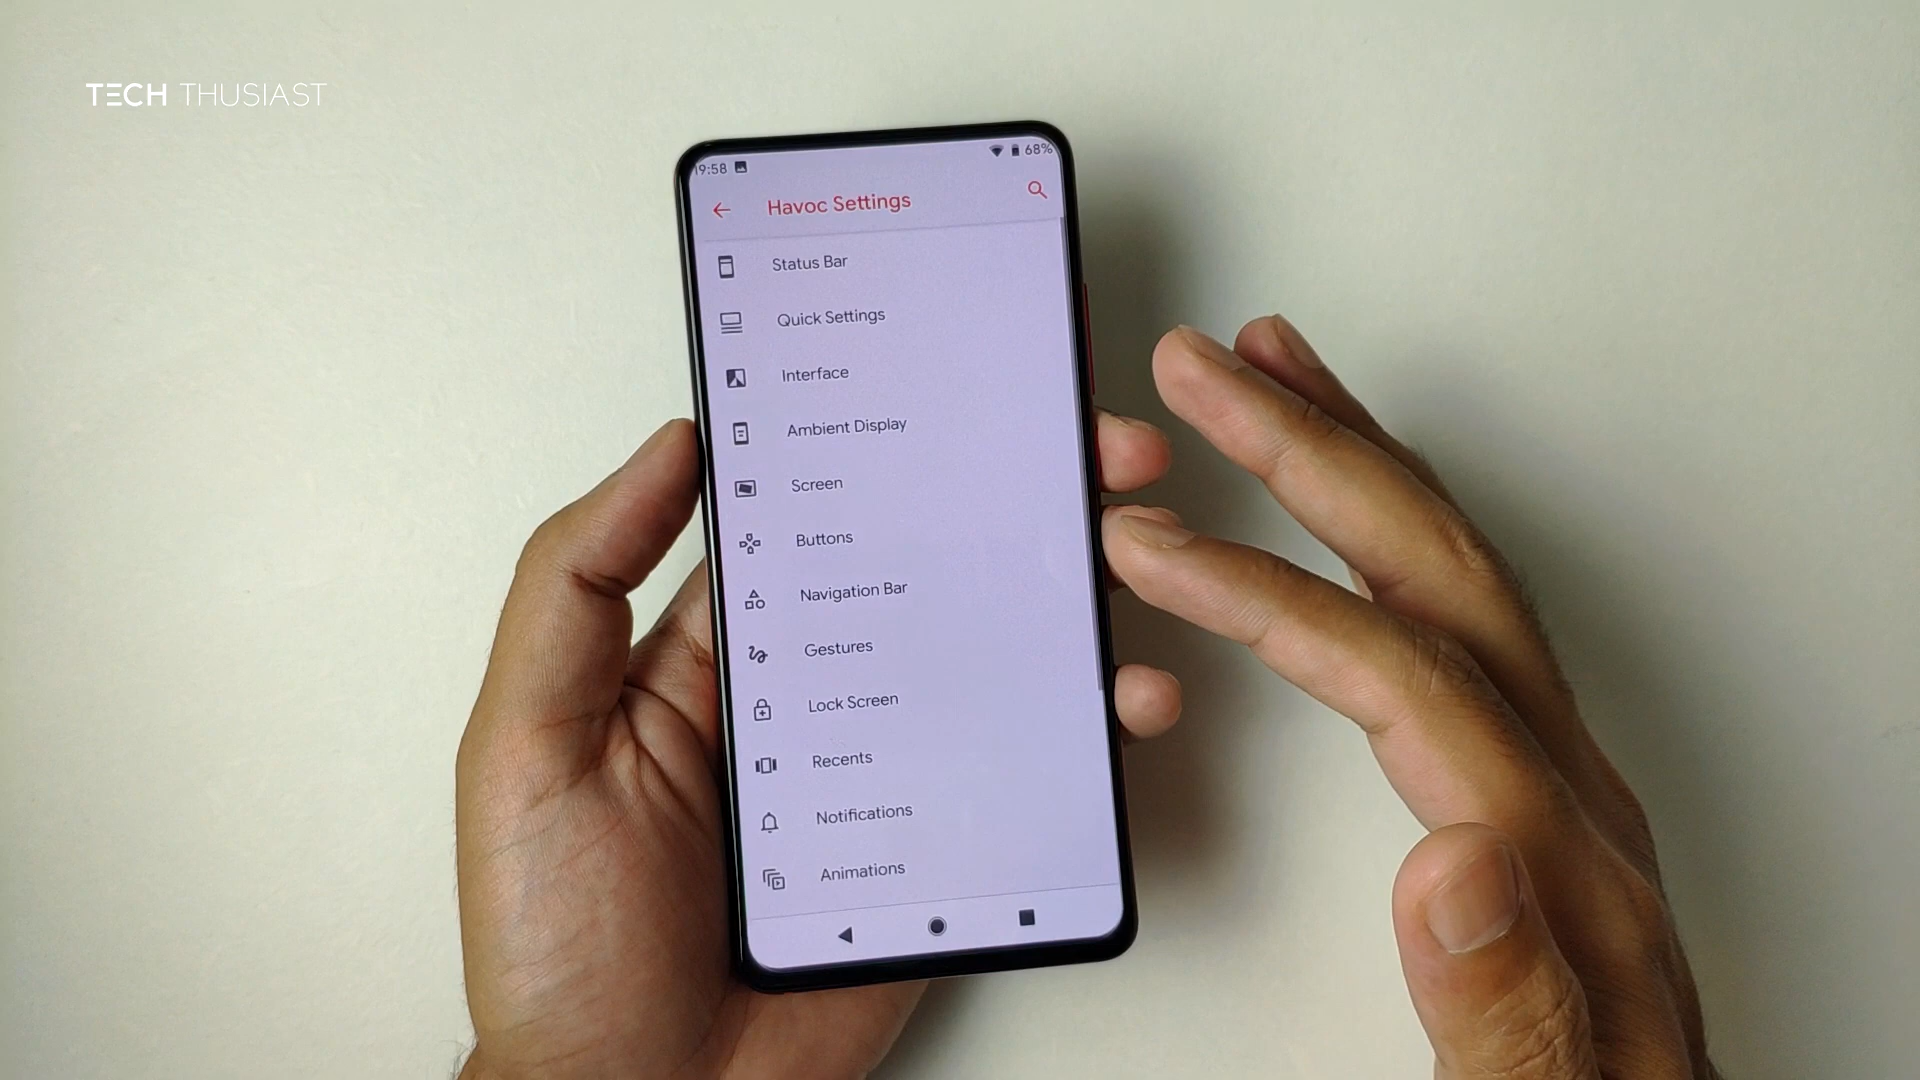 TECH THUSIAST
19:58 68%
Havoc Settings
Status Bar
Quick Settings
Interface
Ambient Display
Screen
Buttons
Navigation Bar
Gestures
Lock Screen
Recents
Notifications
Animations